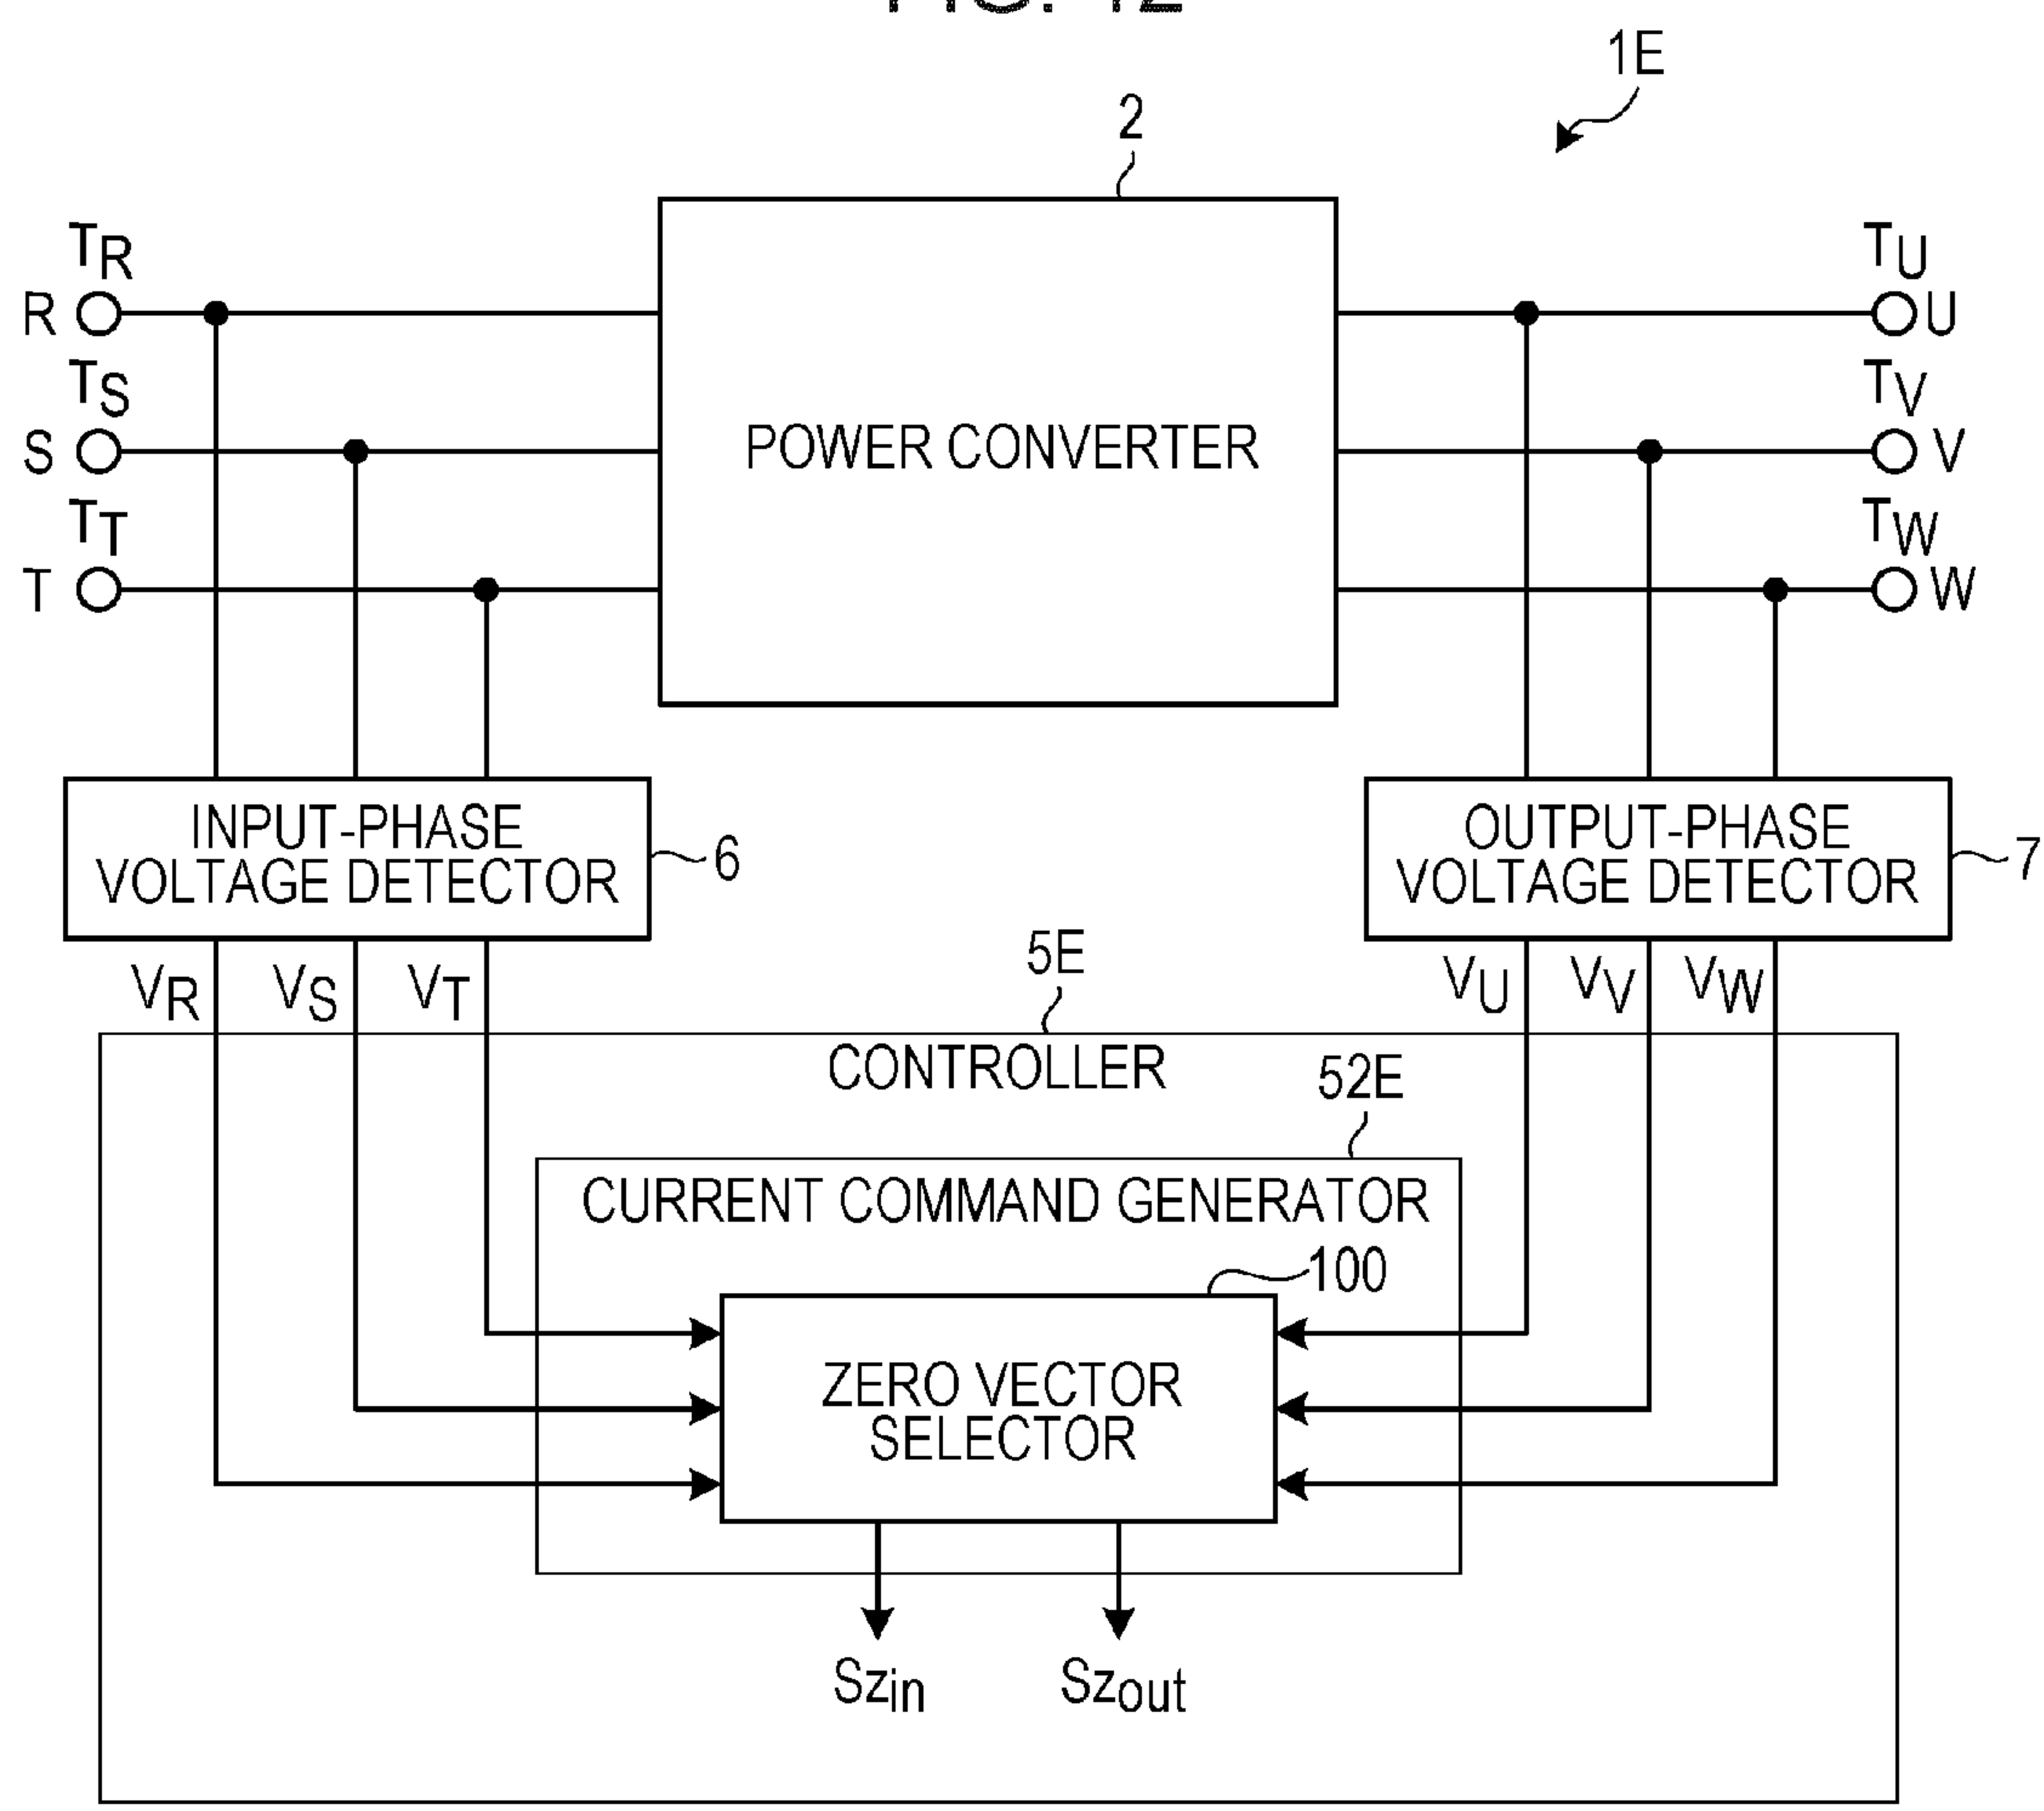 1E
2
TR
R
TS
S
TT
T
POWER CONVERTER
TU
U
TV
V
TW
W
INPUT-PHASE
VOLTAGE DETECTOR
6
OUTPUT-PHASE
VOLTAGE DETECTOR
7
VR VS VT
5E
VU VV VW
CONTROLLER
52E
CURRENT COMMAND GENERATOR
100
ZERO VECTOR
SELECTOR
Szin Szout